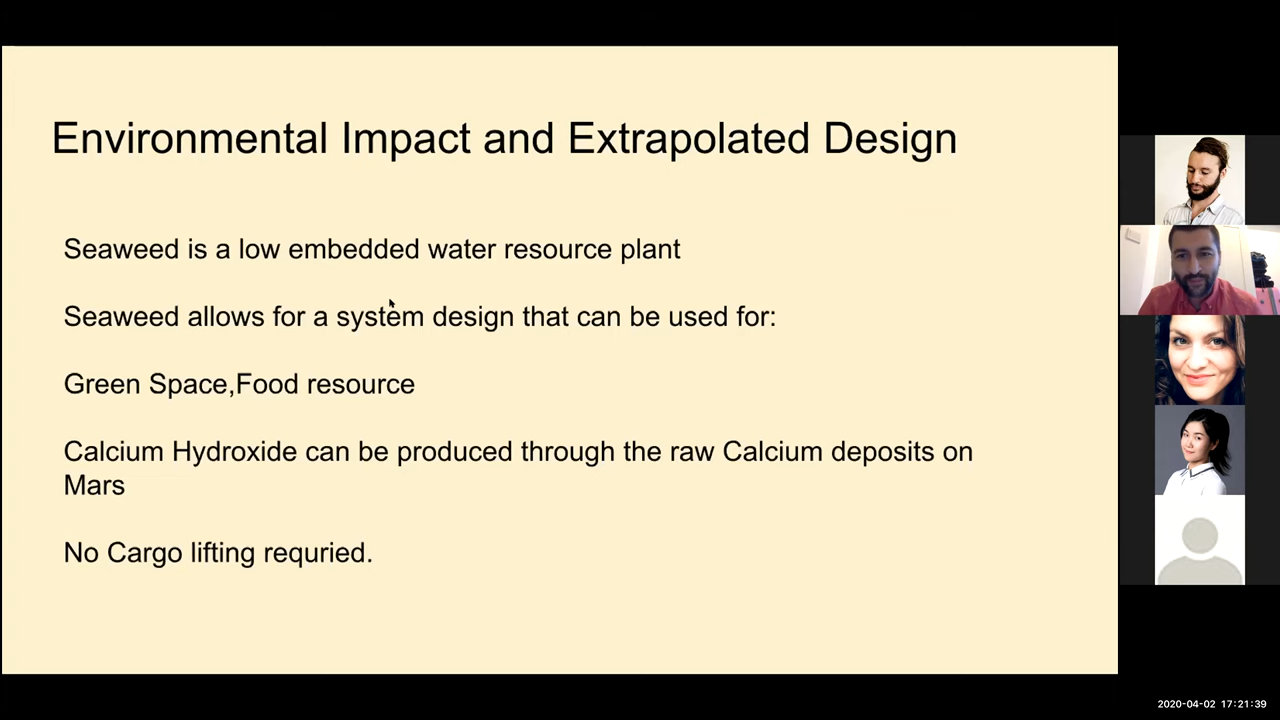 Environmental Impact and Extrapolated Design
Seaweed is a low embedded water resource plant
Seaweed allows for a system design that can be used for:
Green Space,Food resource
Calcium Hydroxide can be produced through the raw Calcium deposits on
Mars
No Cargo lifting requried.
2020-04-02 17:21:39